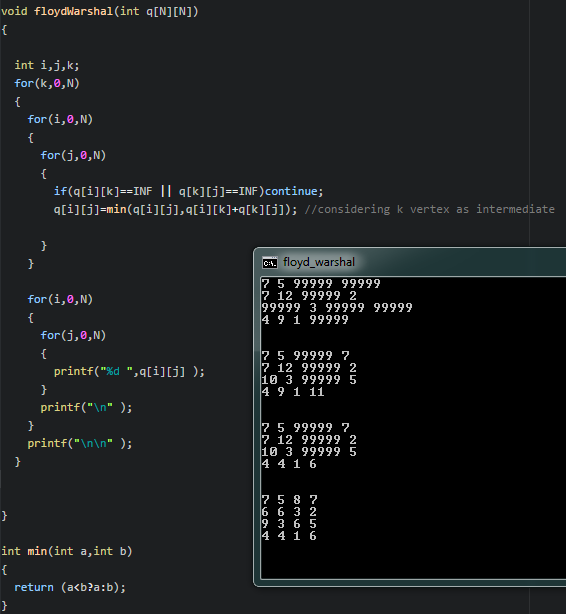 void floydWarshal(int q[N][N])
{
int i,j,k;
for(k,0,N)
{
for(i,0,N)
{
for(j,0,N)
{
if(q[i][k]==INF || q[k][j]==INF)continue;
q[i][j]=min(q[i][j],q[i][k]+q[k][j]); //considering k vertex as intermediate
}
}
for(i,0,N)
{
for(j,0,N)
{
printf("%d ",q[i][j] );
}
printf("\n" );
}
printf("\n\n" );
}
}
int min(int a,int b)
{
return (a<b?a:b);
}
C:\. floyd_warshal
7 5 99999 99999
7 12 99999 2
99999 3 99999 99999
4 9 1 99999
7 5 99999 7
7 12 99999 2
10 3 99999 5
4 9 1 11
7 5 99999 7
7 12 99999 2
10 3 99999 5
4 4 1 6
7 5 8 7
6 6 3 2
9 3 6 5
4 4 1 6